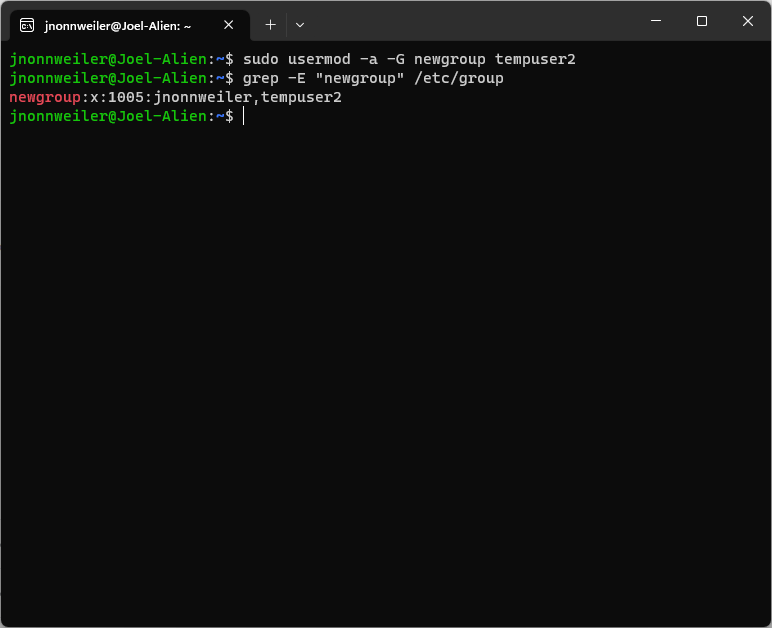 jnonnweiler@Joel-Alien: ~
jnonnweiler@Joel-Alien:~$ sudo usermod -a -G newgroup tempuser2
jnonnweiler@Joel-Alien:~$ grep -E "newgroup" /etc/group
newgroup:x:1005:jnonnweiler,tempuser2
jnonnweiler@Joel-Alien:~$